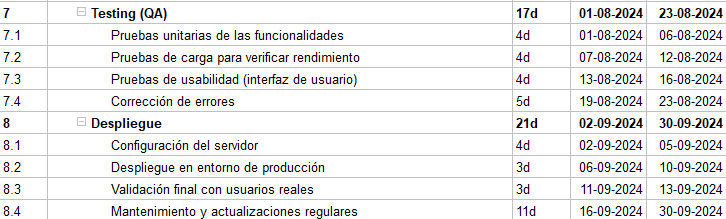 7 Testing (QA) 17d 01-08-2024 23-08-2024
7.1 Pruebas unitarias de las funcionalidades 4d 01-08-2024 06-08-2024
7.2 Pruebas de carga para verificar rendimiento 4d 07-08-2024 12-08-2024
7.3 Pruebas de usabilidad (interfaz de usuario) 4d 13-08-2024 16-08-2024
7.4 Corrección de errores 5d 19-08-2024 23-08-2024
8 Despliegue 21d 02-09-2024 30-09-2024
8.1 Configuración del servidor 4d 02-09-2024 05-09-2024
8.2 Despliegue en entorno de producción 3d 06-09-2024 10-09-2024
8.3 Validación final con usuarios reales 3d 11-09-2024 13-09-2024
8.4 Mantenimiento y actualizaciones regulares 11d 16-09-2024 30-09-2024